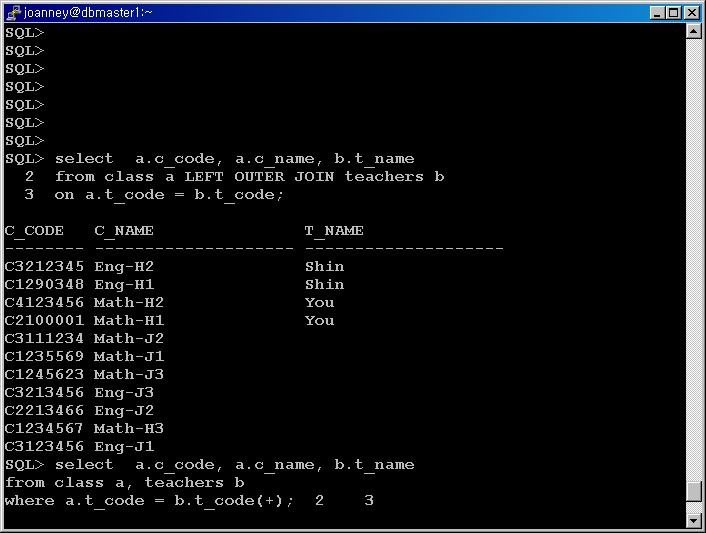 joanney@dbmaster1:~
SQL>
SQL>
SQL>
SQL>
SQL>
SQL>
SQL>
SQL> select  a.c_code, a.c_name, b.t_name
  2  from class a LEFT OUTER JOIN teachers b
  3  on a.t_code = b.t_code;
C_CODE   C_NAME               T_NAME
-------- -------------------- --------------------
C3212345 Eng-H2               Shin
C1290348 Eng-H1               Shin
C4123456 Math-H2              You
C2100001 Math-H1              You
C3111234 Math-J2
C1235569 Math-J1
C1245623 Math-J3
C3213456 Eng-J3
C2213466 Eng-J2
C1234567 Math-H3
C3123456 Eng-J1
SQL> select  a.c_code, a.c_name, b.t_name
from class a, teachers b
where a.t_code = b.t_code(+);  2    3